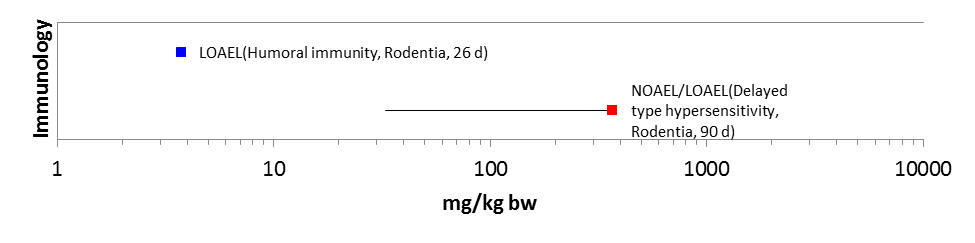 Immunology
LOAEL(Humoral immunity, Rodentia, 26 d)
NOAEL/LOAEL(Delayed
type hypersensitivity,
Rodentia, 90 d)
1 10 100 1000 10000
mg/kg bw